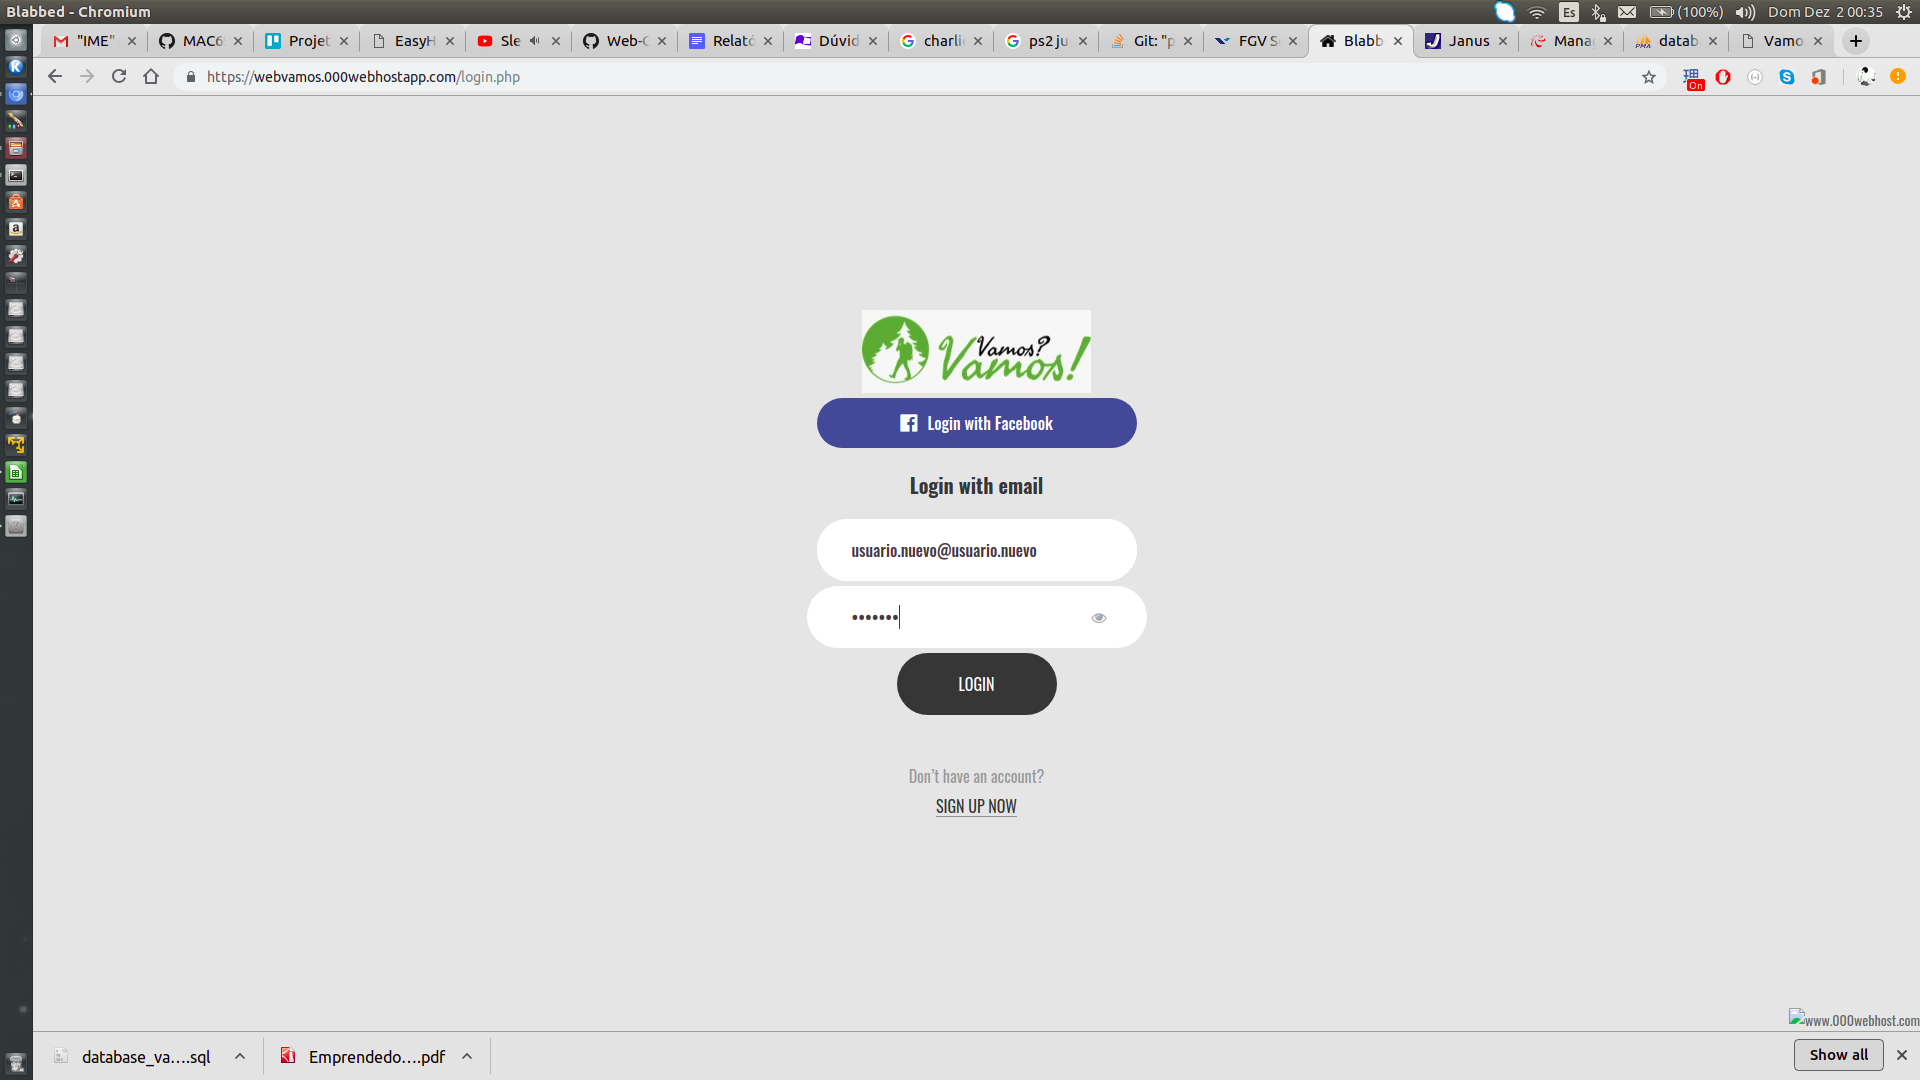 Blabbed - Chromium
Es (100%) Dom Dez 2 00:35
"IME" MAC6 Projet EasyH Sle Web-C Relató Dúvid charli ps2 ju Git: "p FGV S Blabb Janus Mana datab Vamo
https://webvamos.000webhostapp.com/login.php
On
Vamos?
Vamos!
Login with Facebook
Login with email
usuario.nuevo@usuario.nuevo
•••••••
LOGIN
Don't have an account?
SIGN UP NOW
www.000webhost.com
database_va....sql Emprendedo....pdf Show all